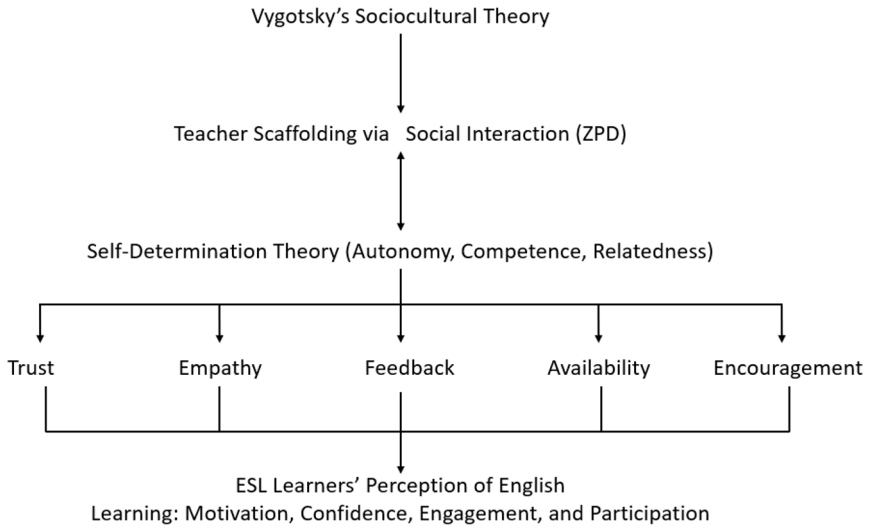 Vygotsky’s Sociocultural Theory
Teacher Scaffolding via Social Interaction (ZPD)
Self-Determination Theory (Autonomy, Competence, Relatedness)
Trust Empathy Feedback Availability Encouragement
ESL Learners’ Perception of English
Learning: Motivation, Confidence, Engagement, and Participation